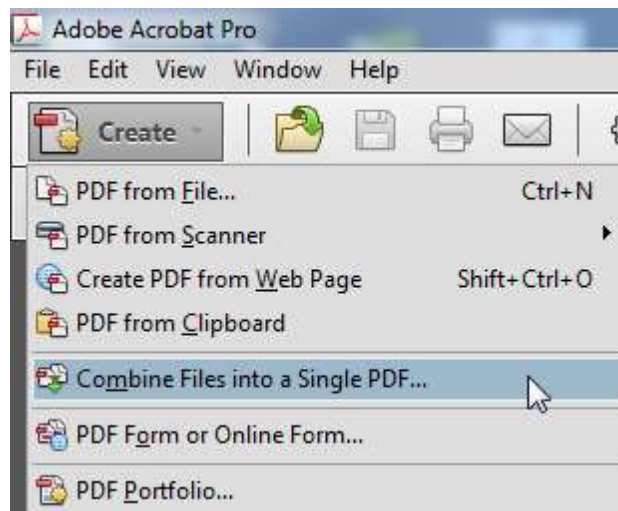 Adobe Acrobat Pro
File Edit View Window Help
Create
PDF from File... Ctrl+N
PDF from Scanner
Create PDF from Web Page Shift+Ctrl+O
PDF from Clipboard
Combine Files into a Single PDF...
PDF Form or Online Form...
PDF Portfolio...